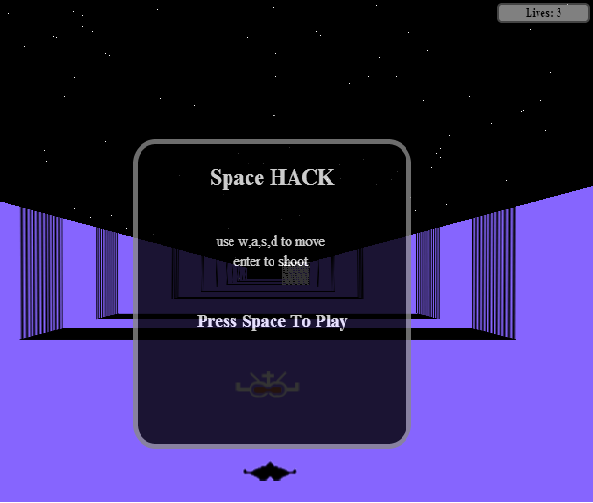 Lives: 3
Space HACK
use w,a,s,d to move
enter to shoot
Press Space To Play